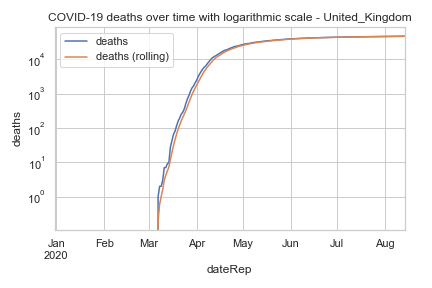 COVID-19 deaths over time with logarithmic scale - United_Kingdom
deaths
deaths (rolling)
10⁴
10³
10²
10¹
10⁰
deaths
Jan Feb Mar Apr May Jun Jul Aug
2020
dateRep